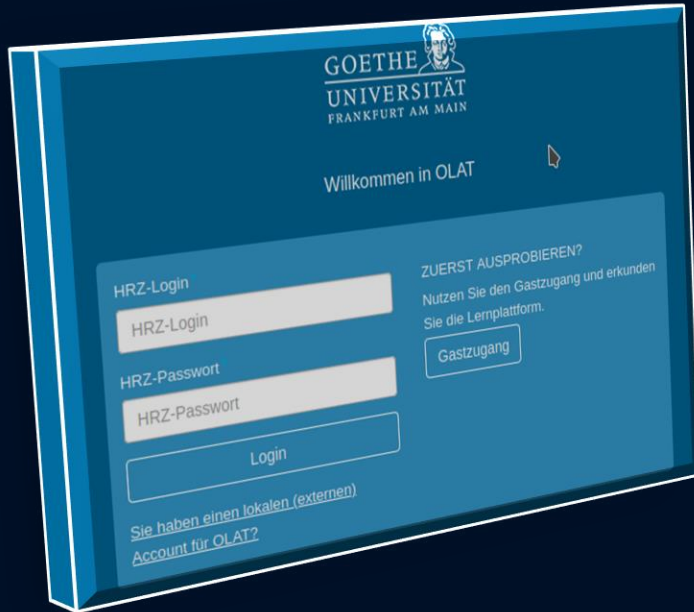 GOETHE
UNIVERSITÄT
FRANKFURT AM MAIN
Willkommen in OLAT
HRZ-Login
HRZ-Login
HRZ-Passwort
HRZ-Passwort
Login
Sie haben einen lokalen (externen)
Account für OLAT?
ZUERST AUSPROBIEREN?
Nutzen Sie den Gastzugang und erkunden
Sie die Lernplattform.
Gastzugang